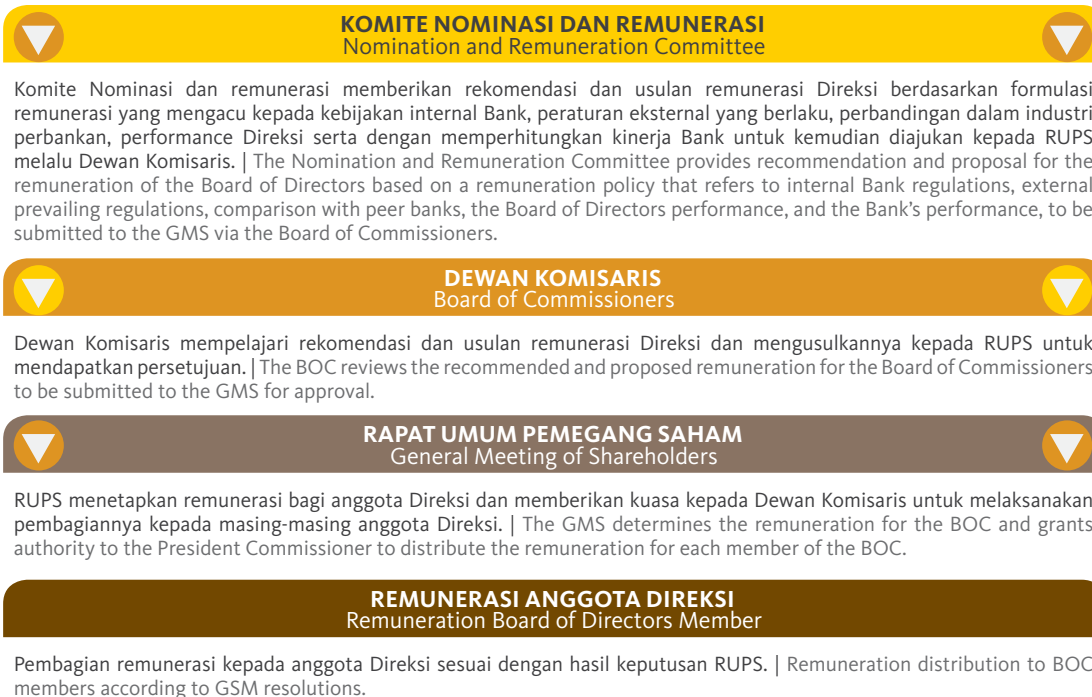 KOMITE NOMINASI DAN REMUNERASI
Nomination and Remuneration Committee
Komite Nominasi dan remunerasi memberikan rekomendasi dan usulan remunerasi Direksi berdasarkan formulasi
remunerasi yang mengacu kepada kebijakan internal Bank, peraturan eksternal yang berlaku, perbandingan dalam industri
perbankan, performance Direksi serta dengan memperhitungkan kinerja Bank untuk kemudian diajukan kepada RUPS
melalu Dewan Komisaris. | The Nomination and Remuneration Committee provides recommendation and proposal for the
remuneration of the Board of Directors based on a remuneration policy that refers to internal Bank regulations, external
prevailing regulations, comparison with peer banks, the Board of Directors performance, and the Bank's performance, to be
submitted to the GMS via the Board of Commissioners.
DEWAN KOMISARIS
Board of Commissioners
Dewan Komisaris mempelajari rekomendasi dan usulan remunerasi Direksi dan mengusulkannya kepada RUPS untuk
mendapatkan persetujuan. | The BOC reviews the recommended and proposed remuneration for the Board of Commissioners
to be submitted to the GMS for approval.
RAPAT UMUM PEMEGANG SAHAM
General Meeting of Shareholders
RUPS menetapkan remunerasi bagi anggota Direksi dan memberikan kuasa kepada Dewan Komisaris untuk melaksanakan
pembagiannya kepada masing-masing anggota Direksi. | The GMS determines the remuneration for the BOC and grants
authority to the President Commissioner to distribute the remuneration for each member of the BOC.
REMUNERASI ANGGOTA DIREKSI
Remuneration Board of Directors Member
Pembagian remunerasi kepada anggota Direksi sesuai dengan hasil keputusan RUPS. | Remuneration distribution to BOC
members according to GSM resolutions.